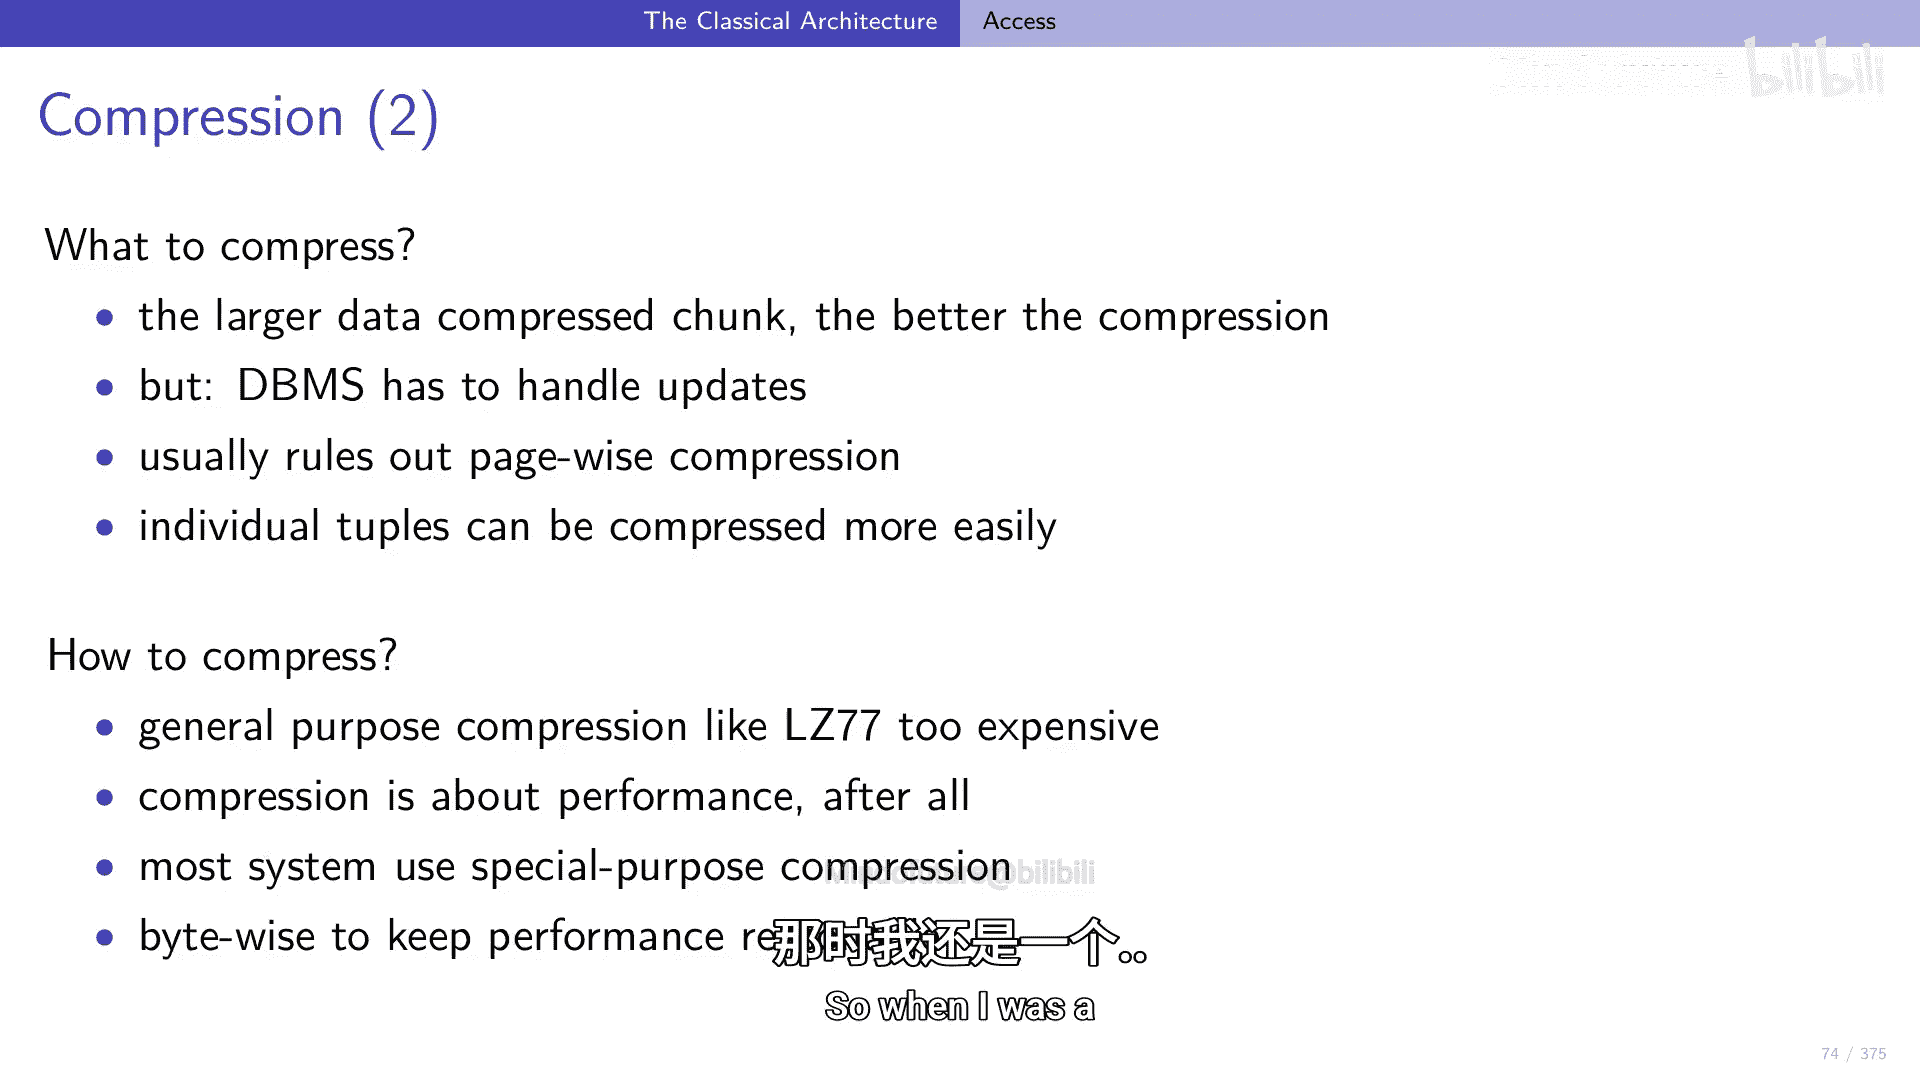 The Classical Architecture
Access
bilibili
Compression (2)
What to compress?
• the larger data compressed chunk, the better the compression
• but: DBMS has to handle updates
• usually rules out page-wise compression
• individual tuples can be compressed more easily
How to compress?
• general purpose compression like LZ77 too expensive
• compression is about performance, after all
• most system use special-purpose compression
@bilibili
• byte-wise to keep performance
那时我还是一个..
So when I was a
74 / 375